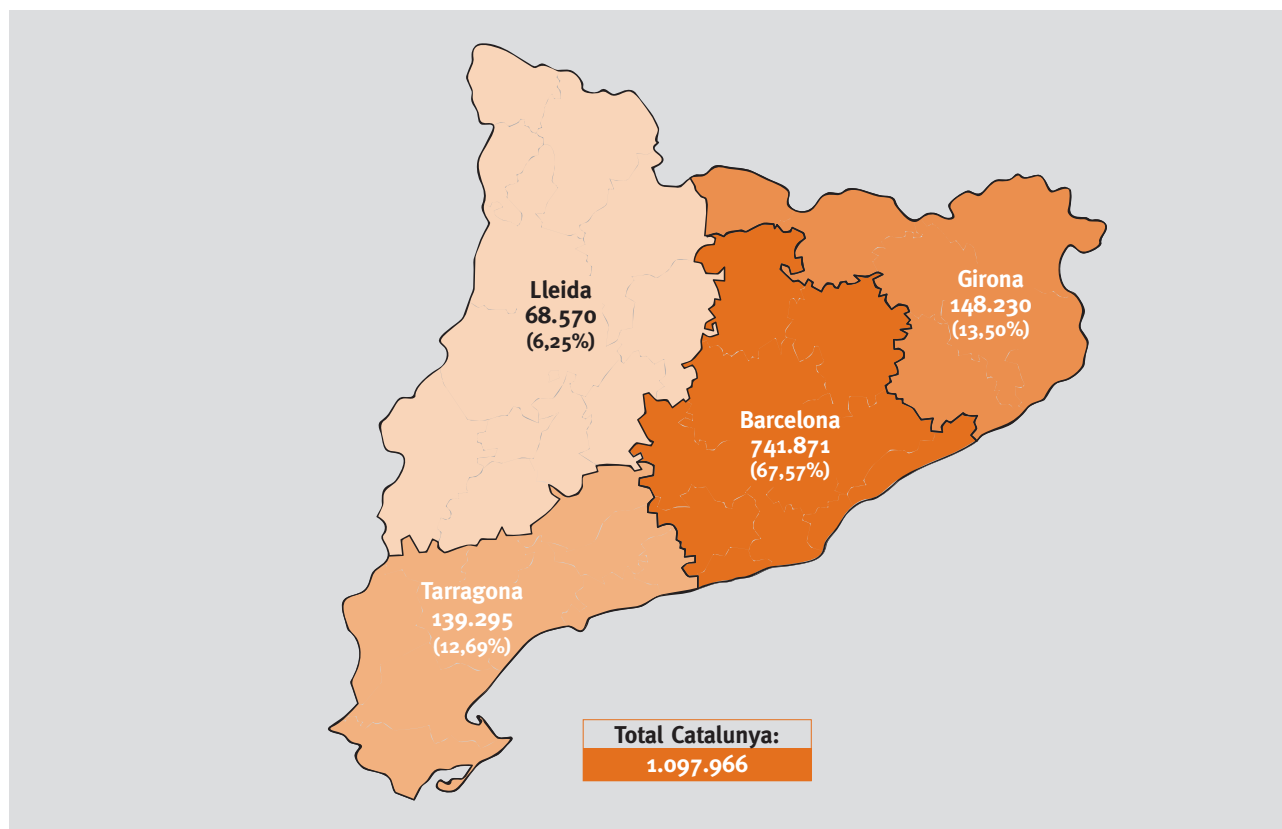 Lleida
68.570
(6,25%)
Girona
148.230
(13,50%)
Barcelona
741.871
(67,57%)
Tarragona
139.295
(12,69%)
Total Catalunya:
1.097.966